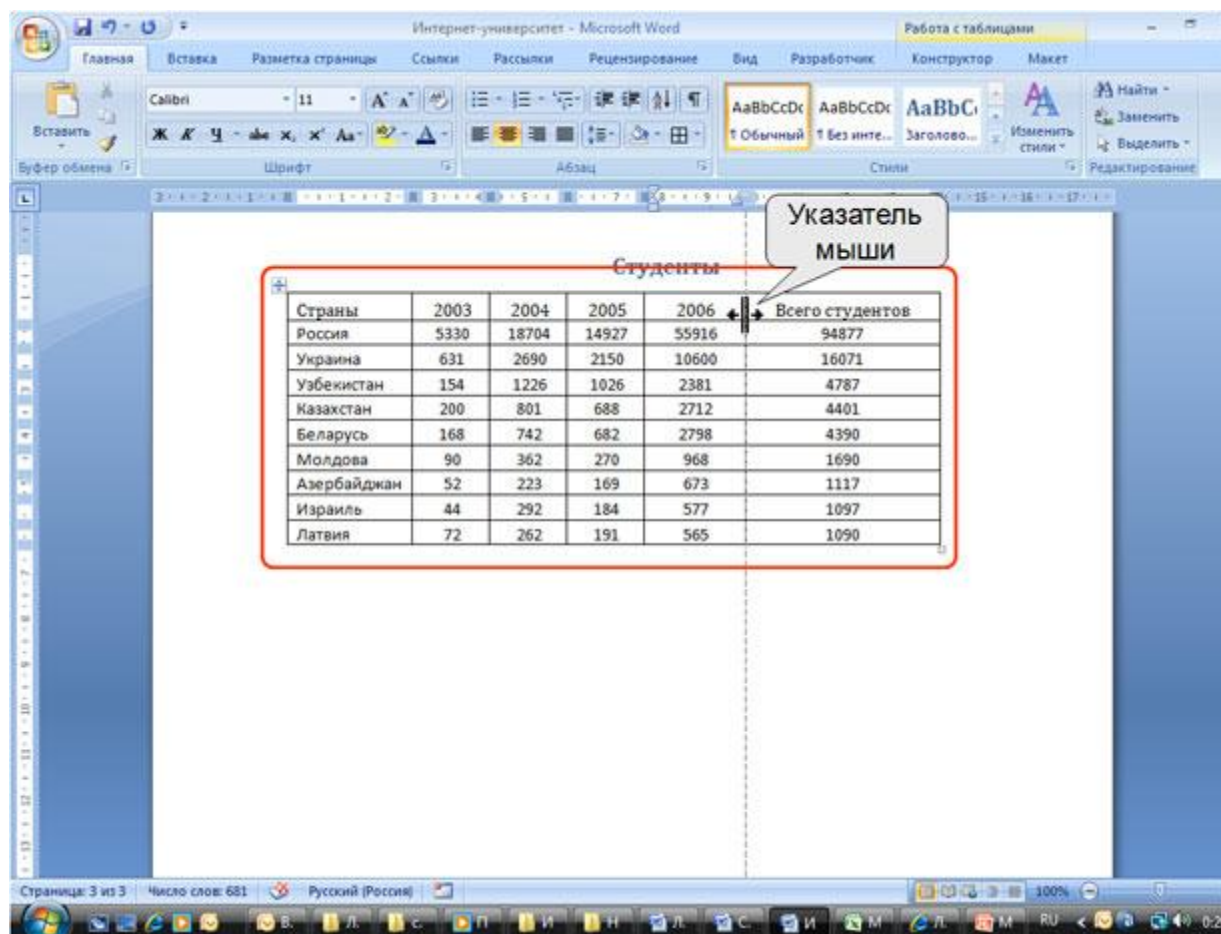 Интернет-университет - Microsoft Word
Работа с таблицами
Главная Вставка Разметка страницы Ссылки Рассылки Рецензирование Вид Разработчик Конструктор Макет
Calibri 11
Вставить
Ж К Ч abc x, x' Aa
AaBbCcDc AaBbCcDc AaBbC
¶ Обычный ¶ Без инте... Заголово...
Изменить стили
Найти
Заменить
Выделить
Буфер обмена Шрифт Абзац Стили Редактирование
Указатель
мыши
Студенты
Страны 2003 2004 2005 2006 Всего студентов
Россия 5330 18704 14927 55916 94877
Украина 631 2690 2150 10600 16071
Узбекистан 154 1226 1026 2381 4787
Казахстан 200 801 688 2712 4401
Беларусь 168 742 682 2798 4390
Молдова 90 362 270 968 1690
Азербайджан 52 223 169 673 1117
Израиль 44 292 184 577 1097
Латвия 72 262 191 565 1090
Страница: 3 из 3 Число слов: 681 Русский (Россия) 100%
В. Л. с. П И Н Л. С. И М Л. М RU